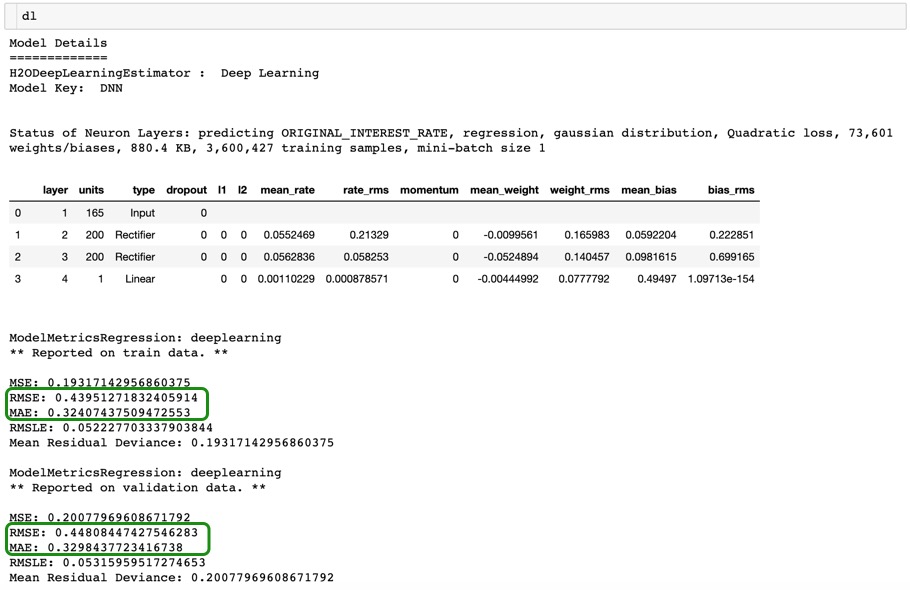 dl
Model Details
=============
H2ODeepLearningEstimator :  Deep Learning
Model Key:  DNN
Status of Neuron Layers: predicting ORIGINAL_INTEREST_RATE, regression, gaussian distribution, Quadratic loss, 73,601
weights/biases, 880.4 KB, 3,600,427 training samples, mini-batch size 1
layer units type dropout l1 l2 mean_rate rate_rms momentum mean_weight weight_rms mean_bias bias_rms
0 1 165 Input 0
1 2 200 Rectifier 0 0 0 0.0552469 0.21329 0 -0.0099561 0.165983 0.0592204 0.222851
2 3 200 Rectifier 0 0 0 0.0562836 0.058253 0 -0.0524894 0.140457 0.0981615 0.699165
3 4 1 Linear 0 0 0.00110229 0.000878571 0 -0.00444992 0.0777792 0.49497 1.09713e-154
ModelMetricsRegression: deeplearning
** Reported on train data. **
MSE: 0.19317142956860375
RMSE: 0.43951271832405914
MAE: 0.32407437509472553
RMSLE: 0.052227703337903844
Mean Residual Deviance: 0.19317142956860375
ModelMetricsRegression: deeplearning
** Reported on validation data. **
MSE: 0.20077969608671792
RMSE: 0.44808447427546283
MAE: 0.3298437723416738
RMSLE: 0.05315959517274653
Mean Residual Deviance: 0.20077969608671792